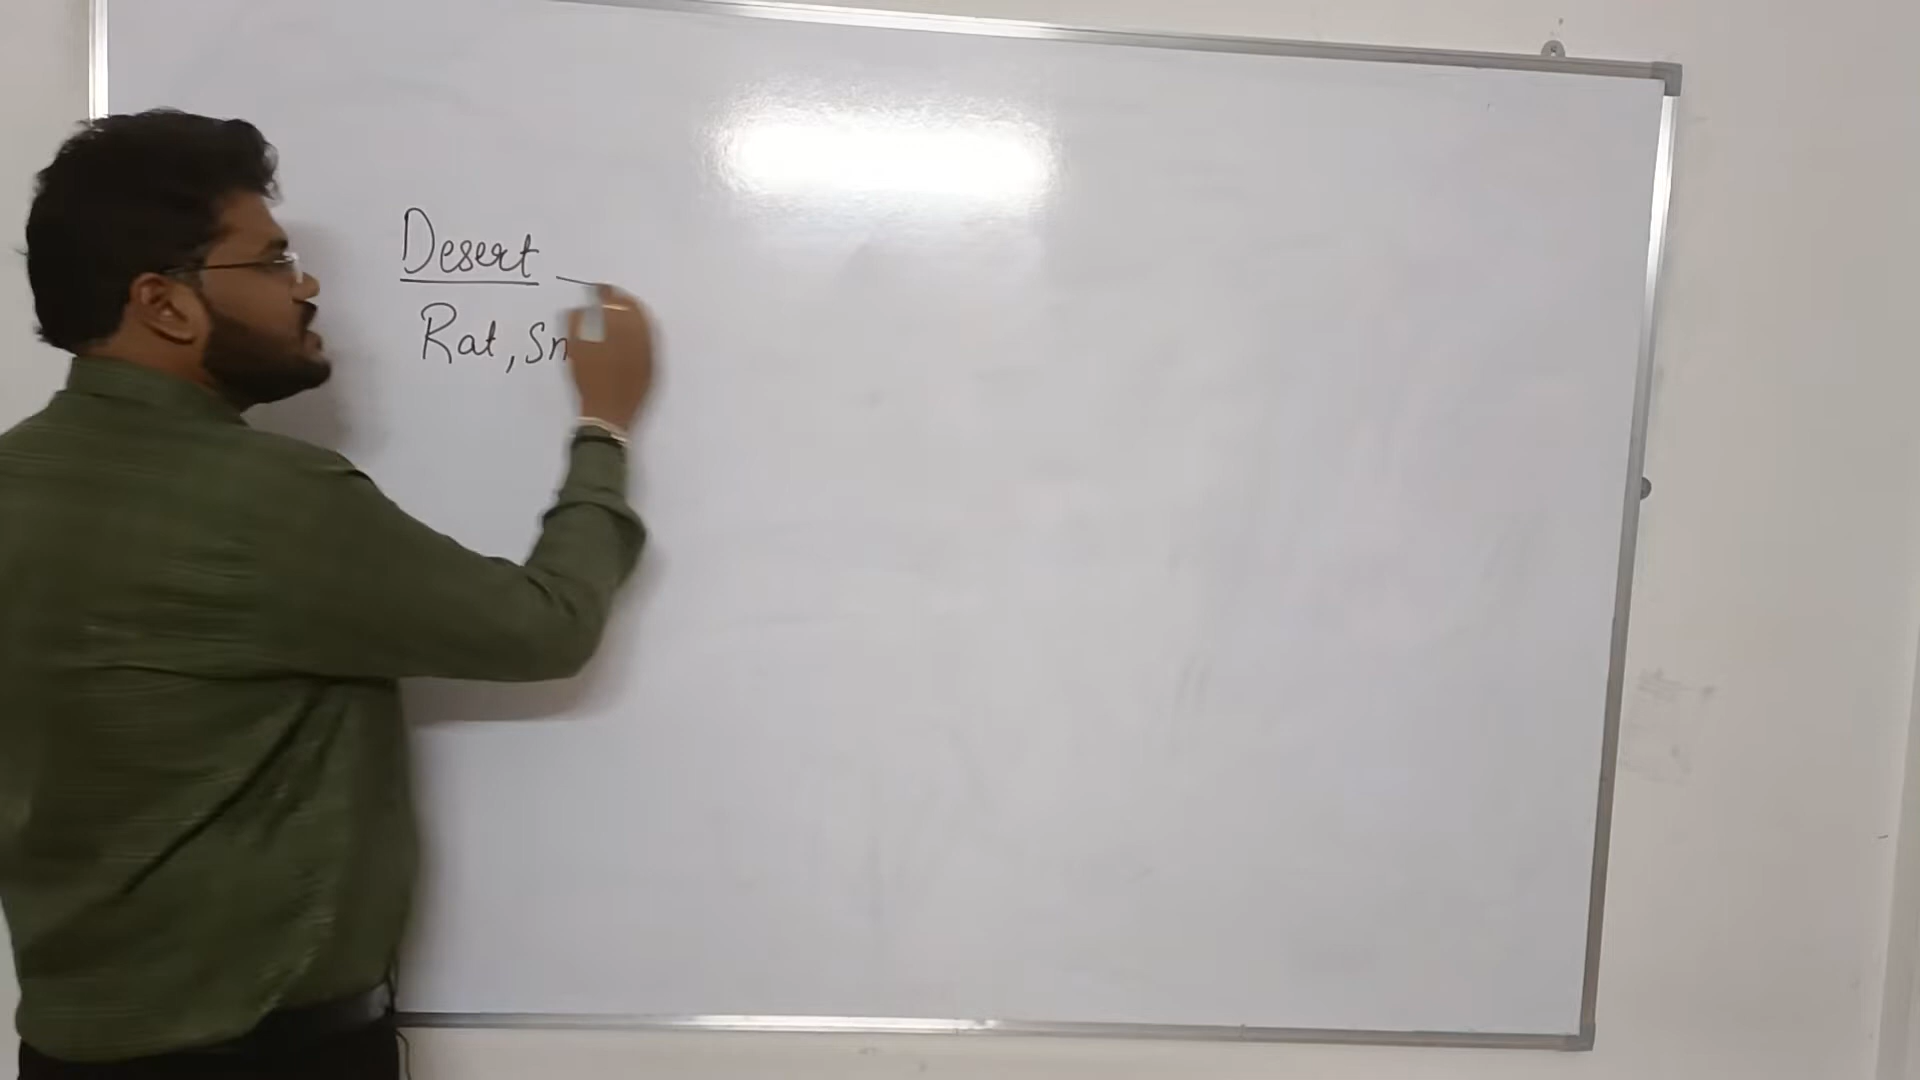 Desert —
Rat, Sn